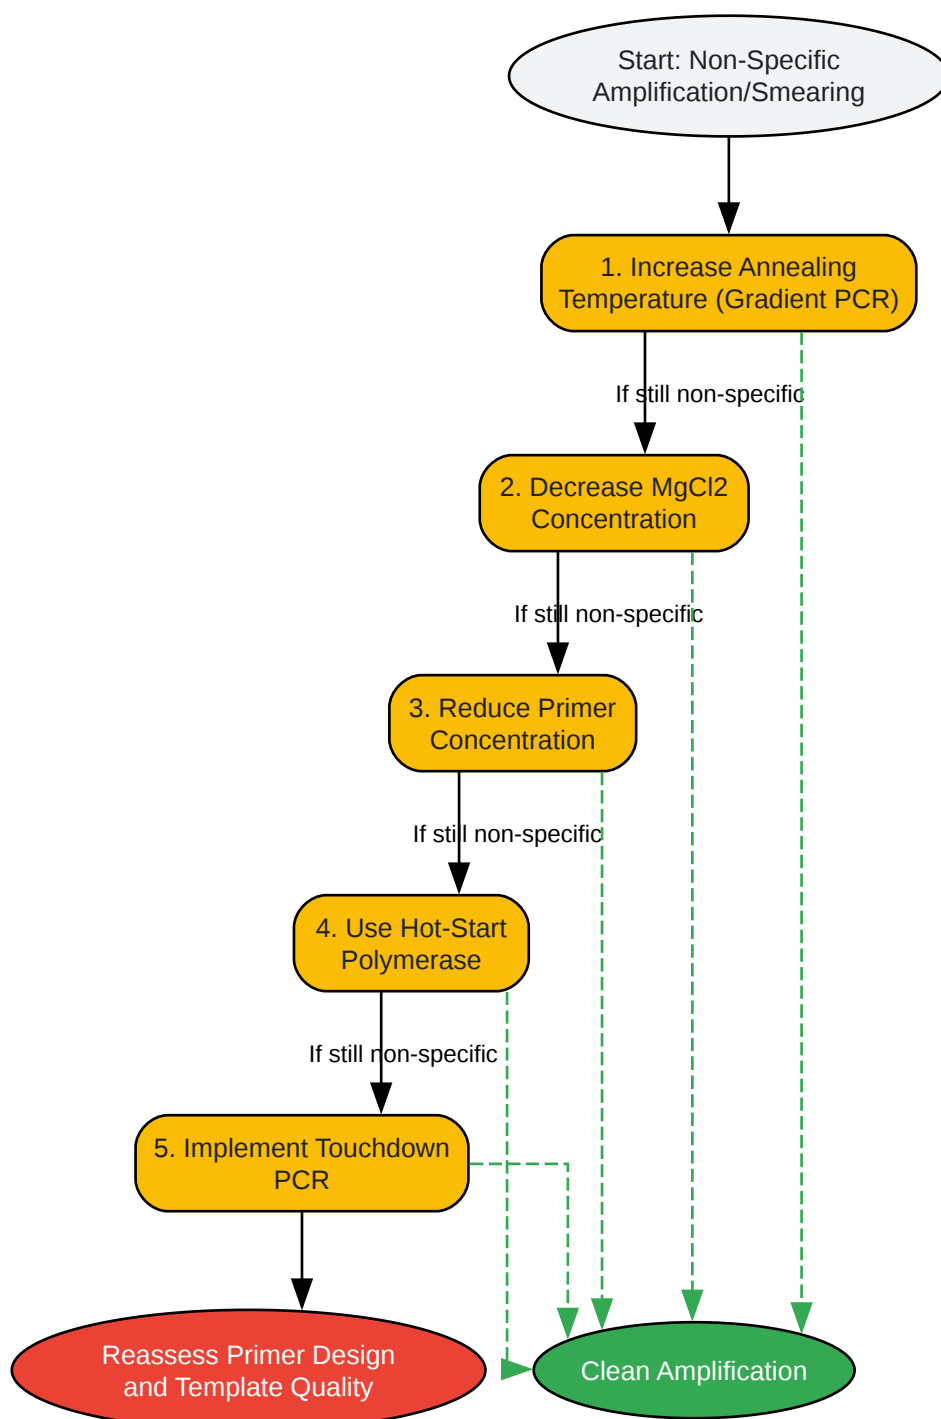 Start: Non-Specific
Amplification/Smearing
1. Increase Annealing
Temperature (Gradient PCR)
If still non-specific
2. Decrease MgCl2
Concentration
If still non-specific
3. Reduce Primer
Concentration
If still non-specific
4. Use Hot-Start
Polymerase
If still non-specific
5. Implement Touchdown
PCR
Reassess Primer Design
and Template Quality
Clean Amplification